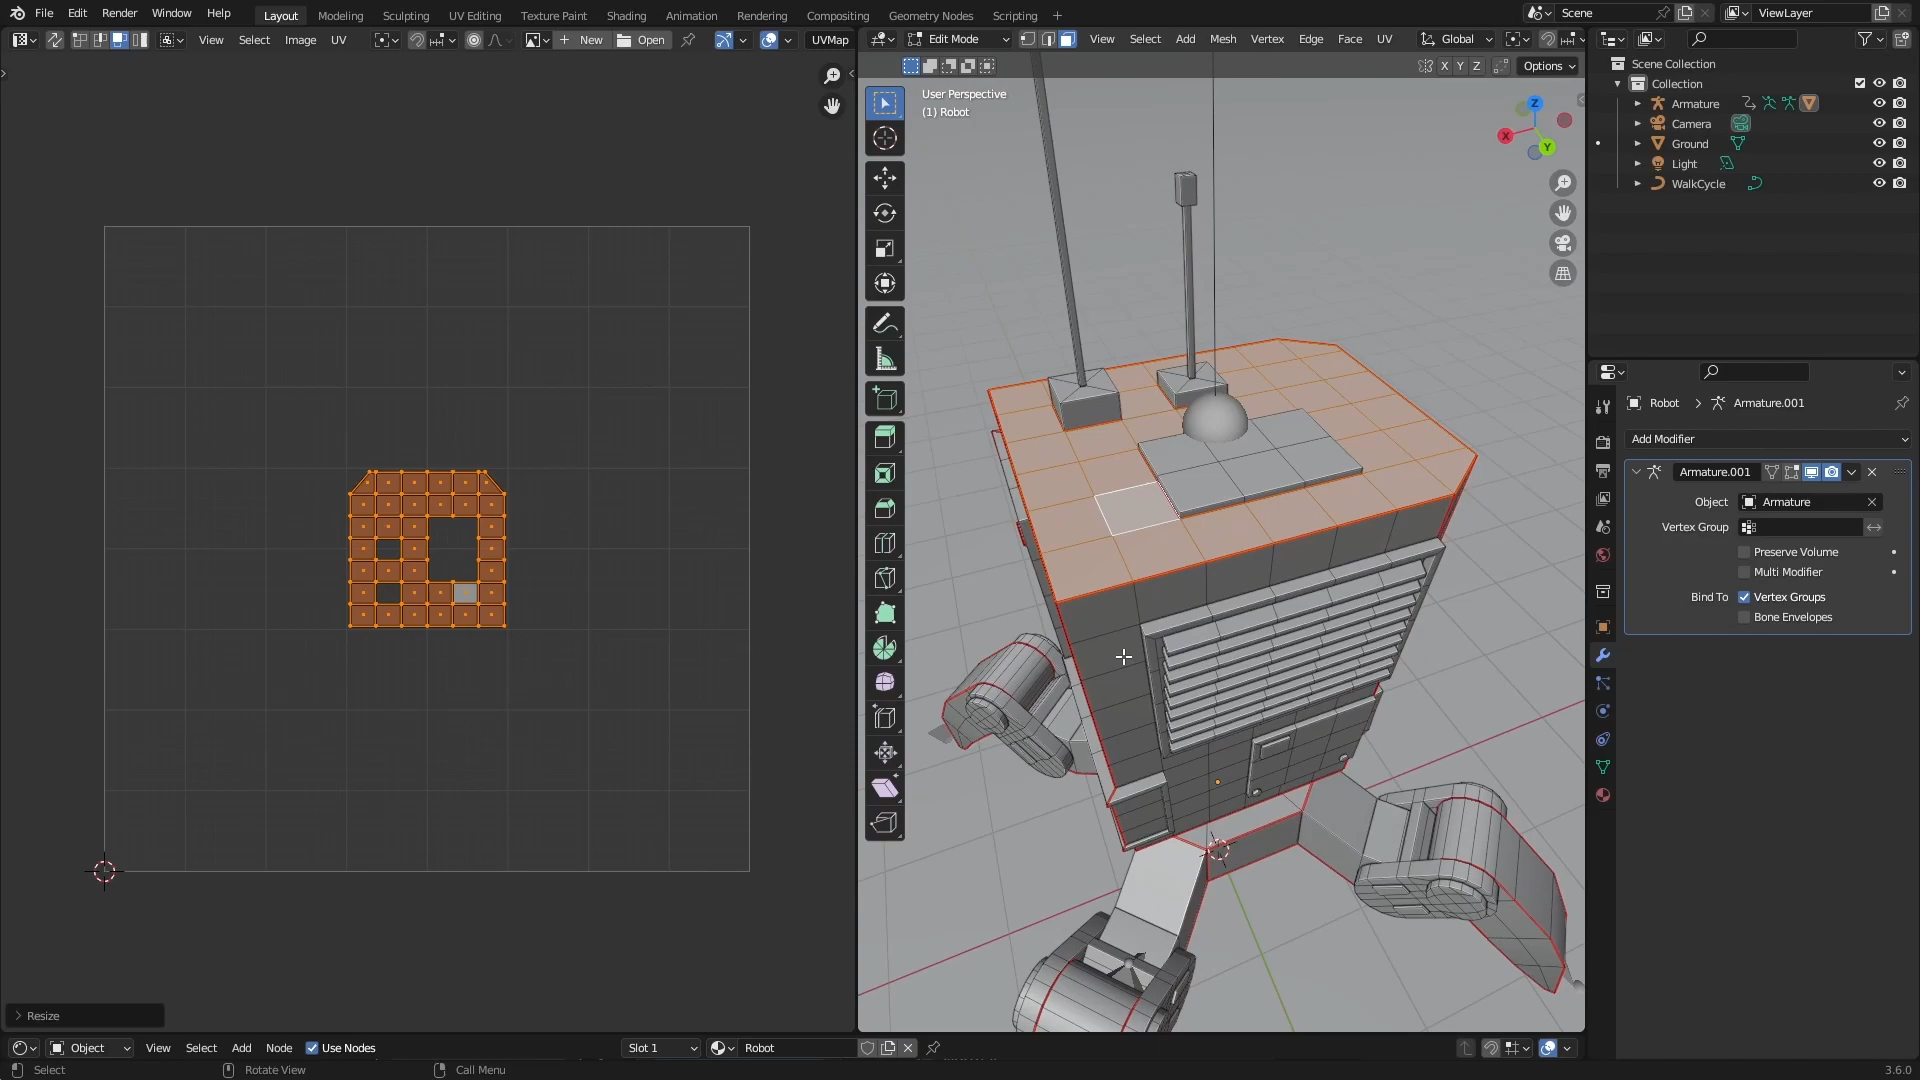 File Edit Render Window Help
Layout Modeling Sculpting UV Editing Texture Paint Shading Animation Rendering Compositing Geometry Nodes Scripting
Scene
ViewLayer
View Select Image UV
New
Open
UVMap
Edit Mode
View Select Add Mesh Vertex Edge Face UV
Global
X Y Z
Options
User Perspective
(1) Robot
Z
X
Y
Scene Collection
Collection
Armature
Camera
Ground
Light
WalkCycle
Robot > Armature.001
Add Modifier
Armature.001
Object Armature
Vertex Group
Preserve Volume
Multi Modifier
Bind To Vertex Groups
Bone Envelopes
Resize
Object View Select Add Node Use Nodes
Slot 1
Robot
Select
Rotate View
Call Menu
3.6.0